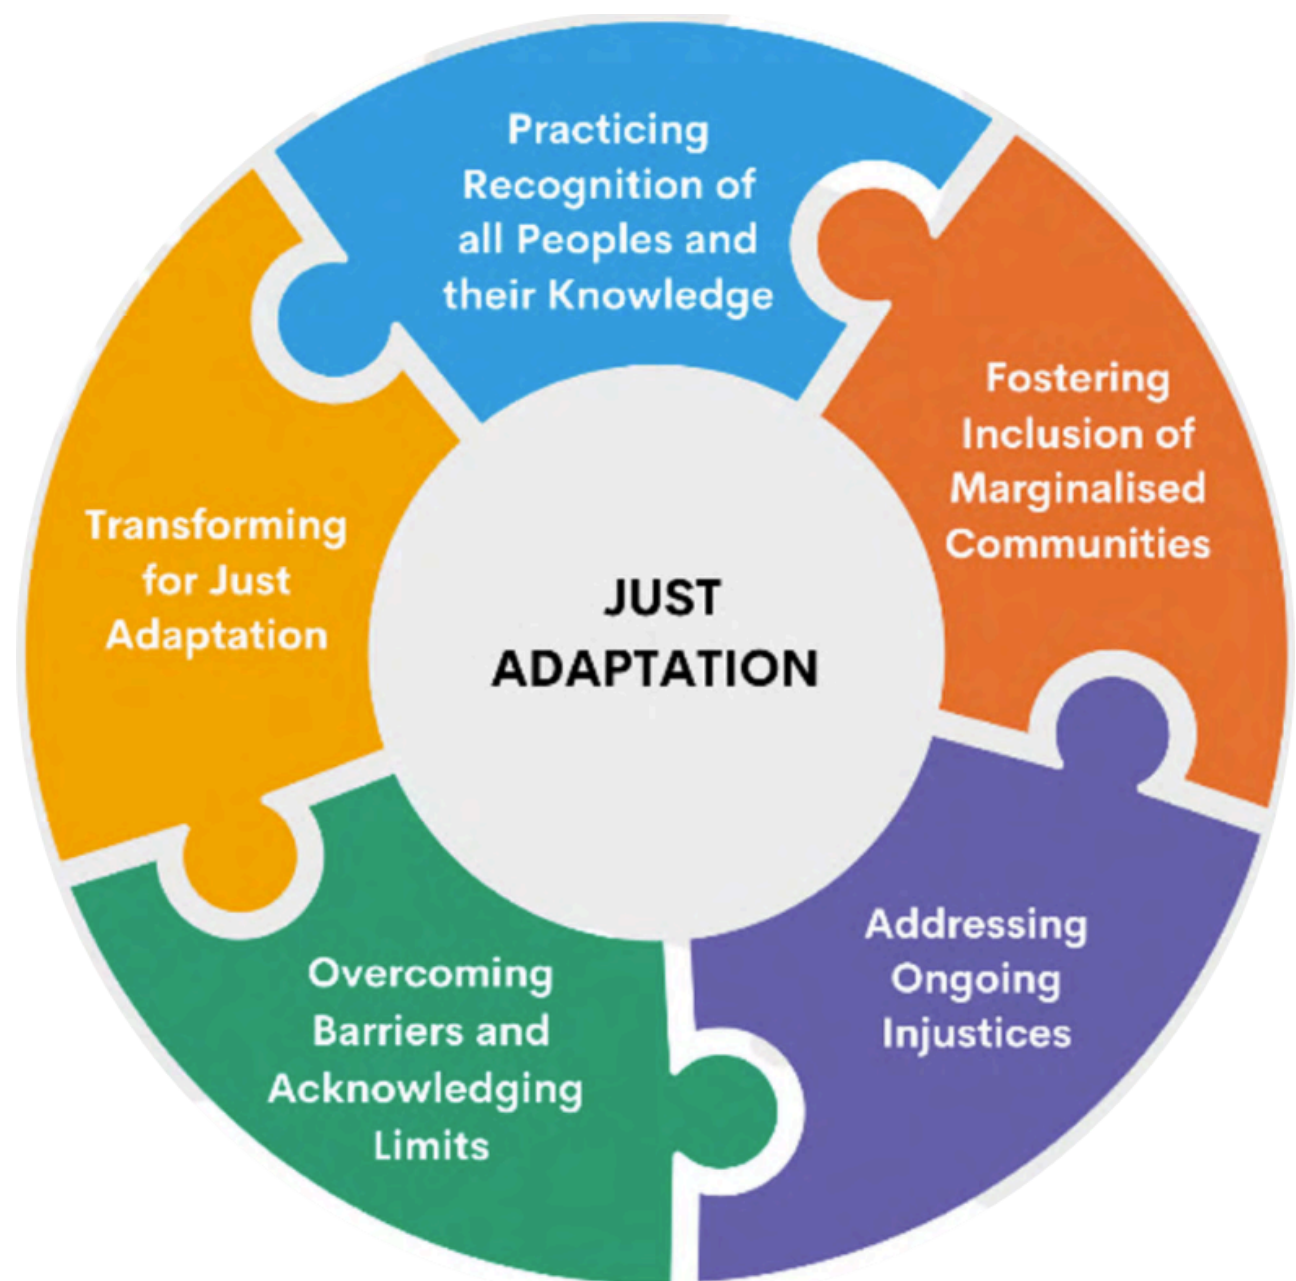 Practicing
Recognition of
all Peoples and
their Knowledge
Fostering
Inclusion of
Marginalised
Communities
Addressing
Ongoing
Injustices
Overcoming
Barriers and
Acknowledging
Limits
Transforming
for Just
Adaptation
JUST
ADAPTATION